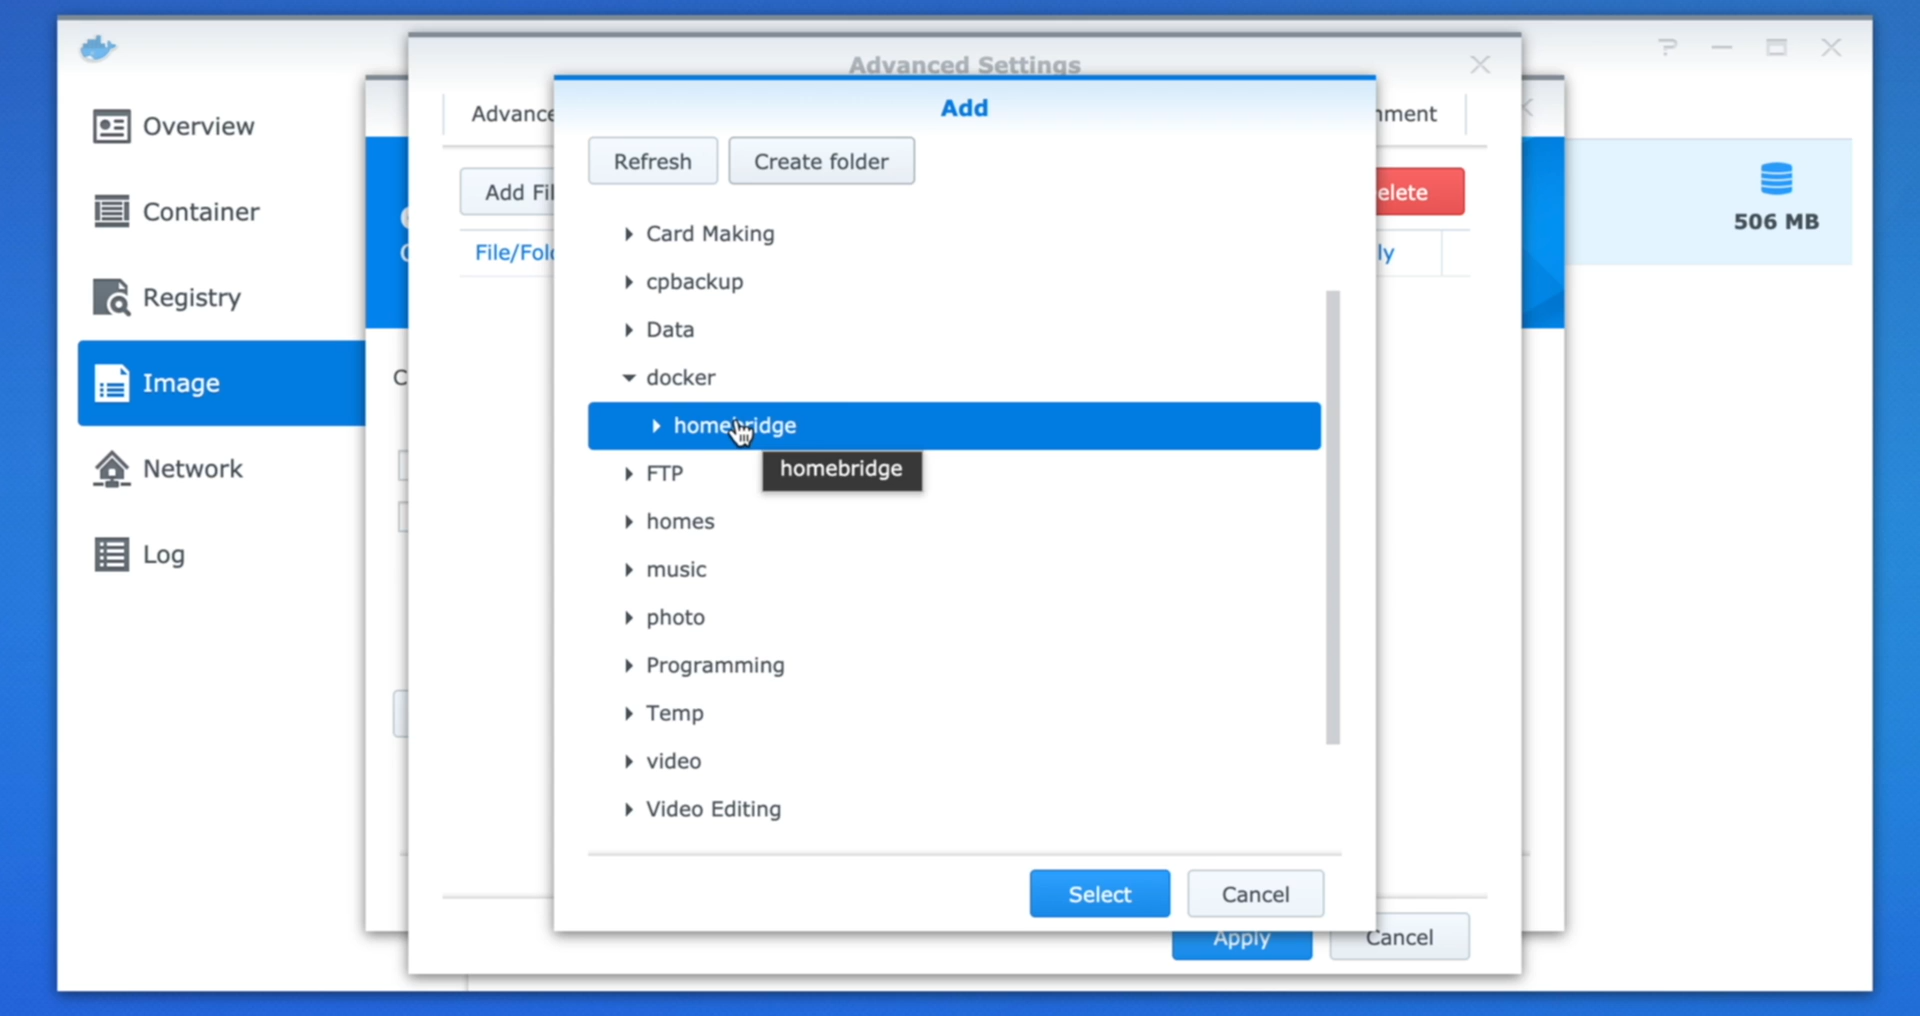 Advanced Settings
Add
Refresh
Create folder
Card Making
cpbackup
Data
docker
homebridge
homebridge
FTP
homes
music
photo
Programming
Temp
video
Video Editing
Select
Cancel
Apply
Cancel
Overview
Container
Registry
Image
Network
Log
Advance
nment
Add Fil
elete
File/Fol
ly
506 MB